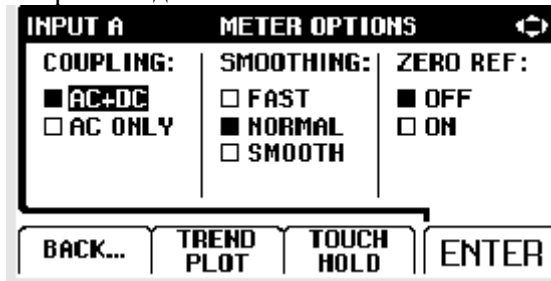 INPUT A METER OPTIONS
COUPLING: SMOOTHING: ZERO REF:
AC+DC FAST OFF
AC ONLY NORMAL ON
SMOOTH
BACK... TREND PLOT TOUCH HOLD ENTER